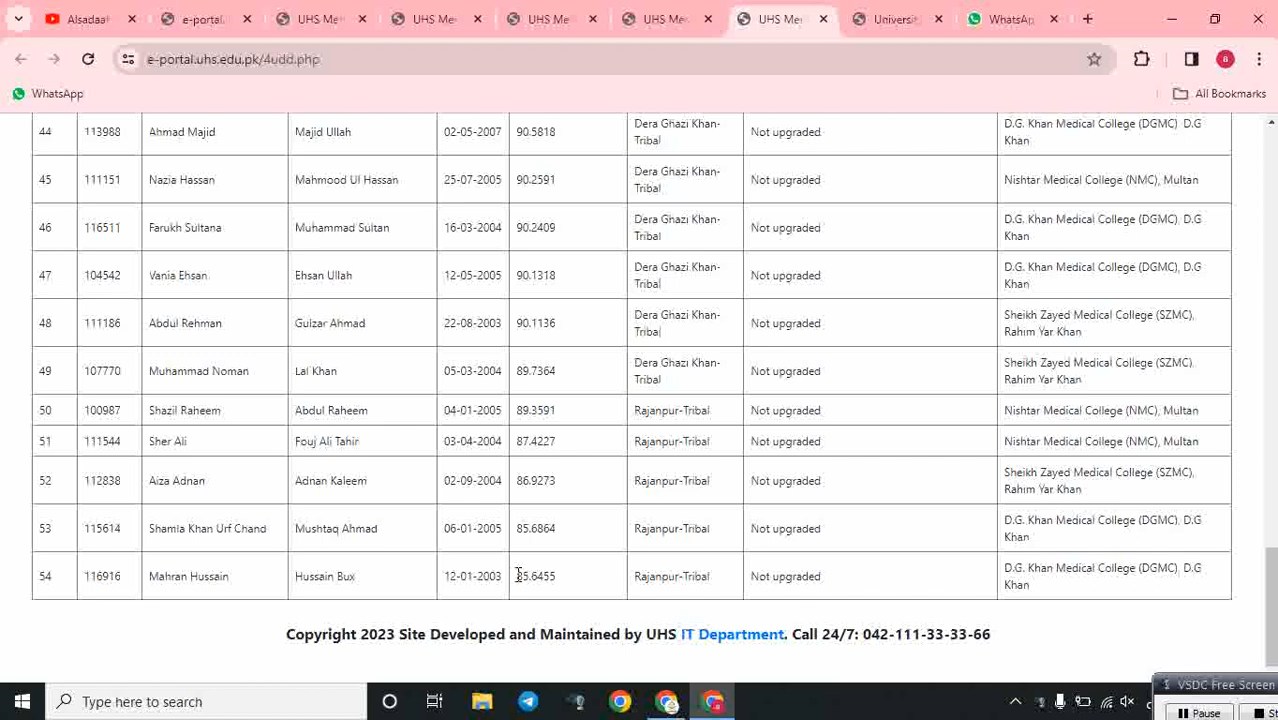 Alsadaa
e-portal.
UHS Me
UHS Me
UHS Me
UHS Me
UHS Me
Universi
WhatsAp
e-portal.uhs.edu.pk/4udd.php
a
WhatsApp
All Bookmarks
44 113988 Ahmad Majid Majid Ullah 02-05-2007 90.5818 Dera Ghazi Khan-Tribal Not upgraded D.G. Khan Medical College (DGMC) D.G Khan
45 111151 Nazia Hassan Mahmood Ul Hassan 25-07-2005 90.2591 Dera Ghazi Khan-Tribal Not upgraded Nishtar Medical College (NMC), Multan
46 116511 Farukh Sultana Muhammad Sultan 16-03-2004 90.2409 Dera Ghazi Khan-Tribal Not upgraded D.G. Khan Medical College (DGMC), D.G Khan
47 104542 Vania Ehsan Ehsan Ullah 12-05-2005 90.1318 Dera Ghazi Khan-Tribal Not upgraded D.G. Khan Medical College (DGMC), D.G Khan
48 111186 Abdul Rehman Gulzar Ahmad 22-08-2003 90.1136 Dera Ghazi Khan-Tribal Not upgraded Sheikh Zayed Medical College (SZMC), Rahim Yar Khan
49 107770 Muhammad Noman Lal Khan 05-03-2004 89.7364 Dera Ghazi Khan-Tribal Not upgraded Sheikh Zayed Medical College (SZMC), Rahim Yar Khan
50 100987 Shazil Raheem Abdul Raheem 04-01-2005 89.3591 Rajanpur-Tribal Not upgraded Nishtar Medical College (NMC), Multan
51 111544 Sher Ali Fouj Ali Tahir 03-04-2004 87.4227 Rajanpur-Tribal Not upgraded Nishtar Medical College (NMC), Multan
52 112838 Aiza Adnan Adnan Kaleem 02-09-2004 86.9273 Rajanpur-Tribal Not upgraded Sheikh Zayed Medical College (SZMC), Rahim Yar Khan
53 115614 Shamla Khan Urf Chand Mushtaq Ahmad 06-01-2005 85.6864 Rajanpur-Tribal Not upgraded D.G. Khan Medical College (DGMC), D.G Khan
54 116916 Mahran Hussain Hussain Bux 12-01-2003 85.6455 Rajanpur-Tribal Not upgraded D.G. Khan Medical College (DGMC), D.G Khan
Copyright 2023 Site Developed and Maintained by UHS IT Department. Call 24/7: 042-111-33-33-66
Type here to search
VSDC Free Screen
Pause
St